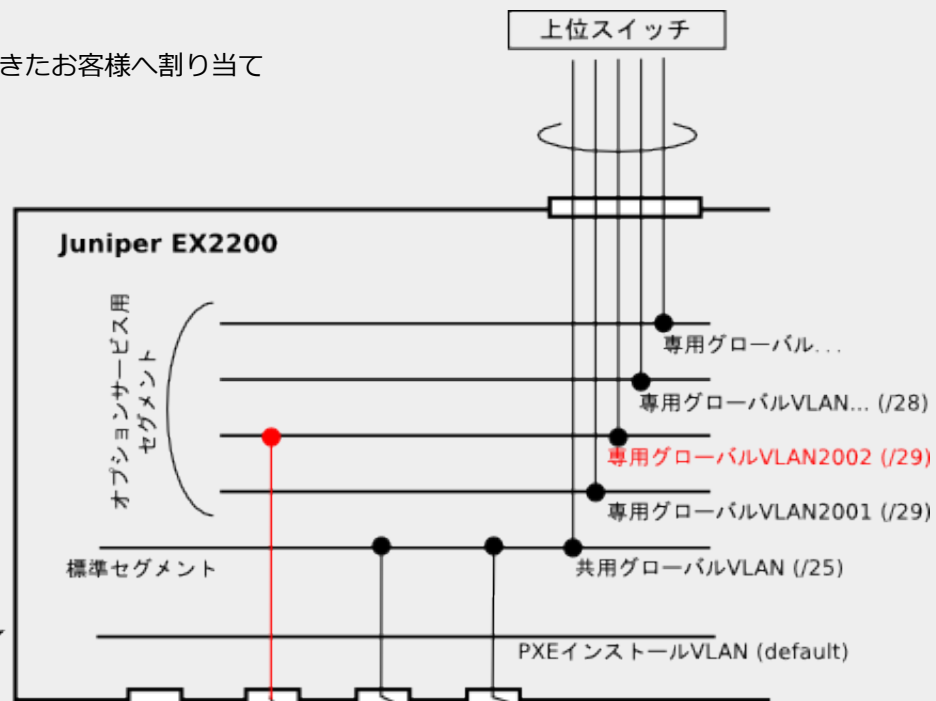 上位スイッチ
きたお客様へ割り当て
Juniper EX2200
オプションサービス用
セグメント
専用グローバル...
専用グローバルVLAN... (/28)
専用グローバルVLAN2002 (/29)
専用グローバルVLAN2001 (/29)
標準セグメント
共用グローバルVLAN (/25)
PXEインストールVLAN (default)